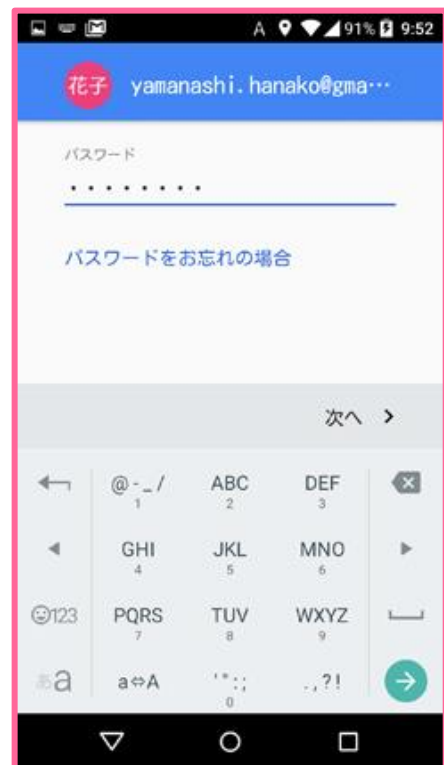 A 91% 9:52
花子 yamanashi.hanako@gma…
パスワード
••••••••
パスワードをお忘れの場合
次へ >
@-_/ ABC DEF
1 2 3
GHI JKL MNO
4 5 6
☺123 PQRS TUV WXYZ
7 8 9
あa a⇔A '":; .,?!
0